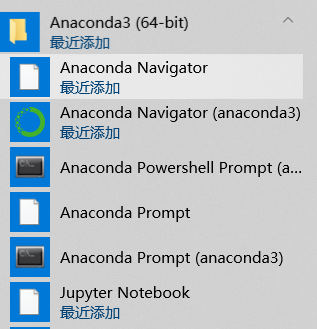 Anaconda3 (64-bit)
最近添加
Anaconda Navigator
最近添加
Anaconda Navigator (anaconda3)
最近添加
Anaconda Powershell Prompt (a...
Anaconda Prompt
Anaconda Prompt (anaconda3)
Jupyter Notebook
最近添加